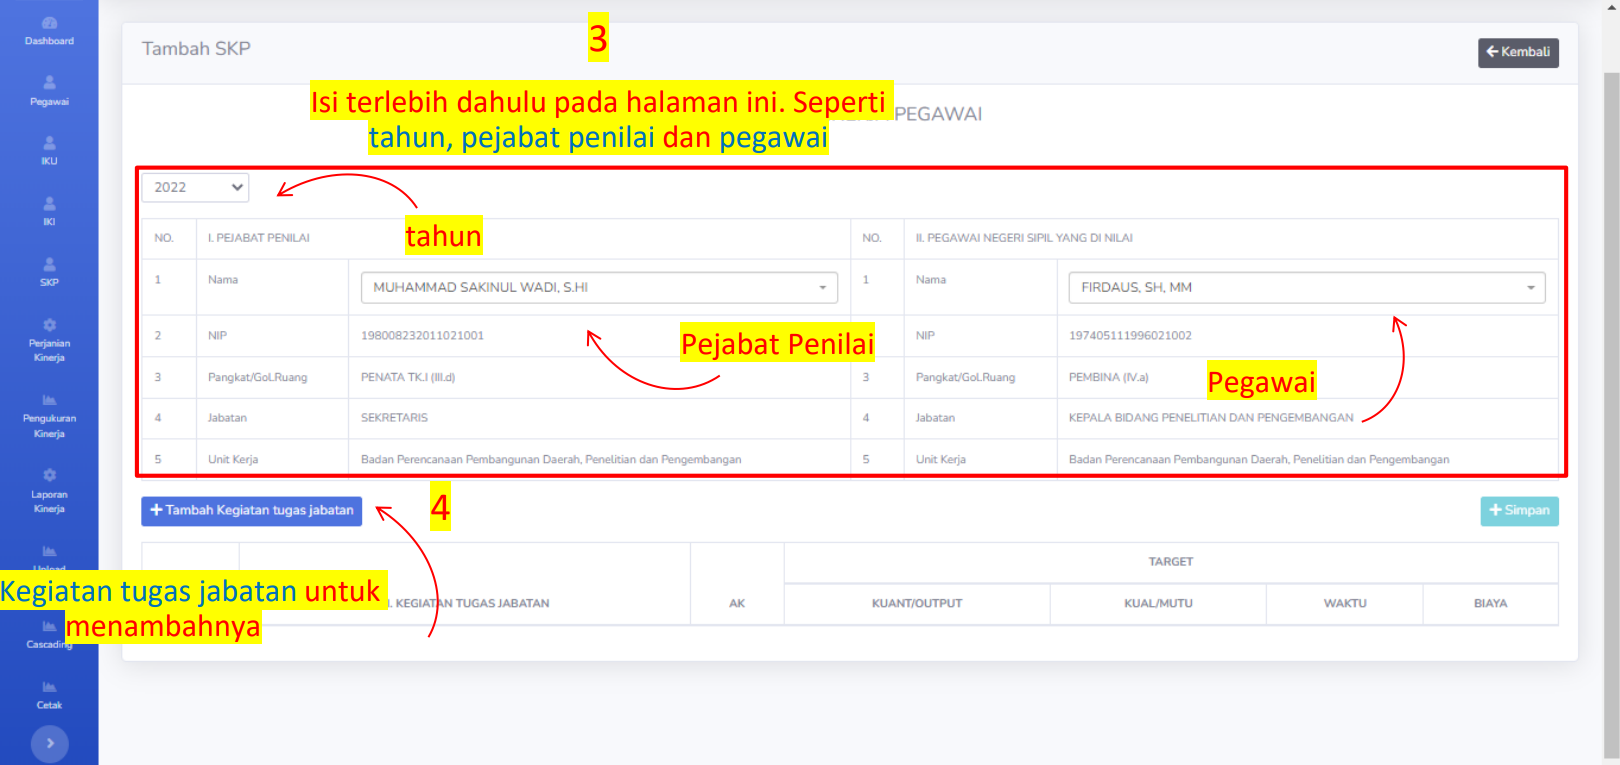 Dashboard
Pegawai
IKU
IKI
SKP
Perjanian
Kinerja
Pengukuran
Kinerja
Laporan
Kinerja
Upload
Cascading
Cetak
Tambah SKP
3
Kembali
Isi terlebih dahulu pada halaman ini. Seperti
tahun, pejabat penilai dan pegawai
PEGAWAI
2022
tahun
NO. I. PEJABAT PENILAI NO. II. PEGAWAI NEGERI SIPIL YANG DI NILAI
1 Nama MUHAMMAD SAKINUL WADI, S.HI 1 Nama FIRDAUS, SH, MM
2 NIP 198008232011021001 NIP 197405111996021002
Pejabat Penilai
3 Pangkat/Gol.Ruang PENATA TK.I (III.d) 3 Pangkat/Gol.Ruang PEMBINA (IV.a)
Pegawai
4 Jabatan SEKRETARIS 4 Jabatan KEPALA BIDANG PENELITIAN DAN PENGEMBANGAN
5 Unit Kerja Badan Perencanaan Pembangunan Daerah, Penelitian dan Pengembangan 5 Unit Kerja Badan Perencanaan Pembangunan Daerah, Penelitian dan Pengembangan
+ Tambah Kegiatan tugas jabatan
4
+ Simpan
Kegiatan tugas jabatan untuk
menambahnya
TARGET
I. KEGIATAN TUGAS JABATAN AK KUANT/OUTPUT KUAL/MUTU WAKTU BIAYA